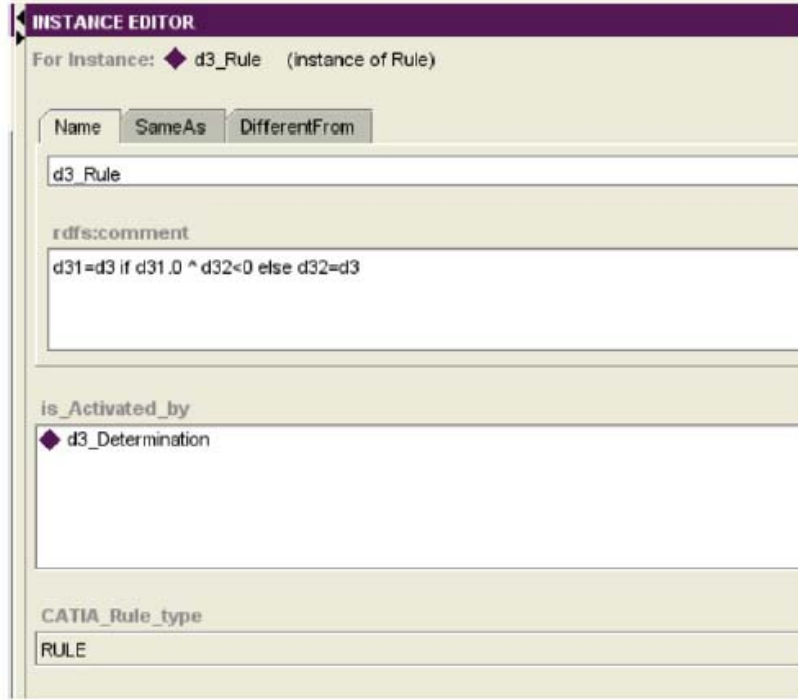 INSTANCE EDITOR
For Instance: d3_Rule (instance of Rule)
Name SameAs DifferentFrom
d3_Rule
rdfs:comment
d31=d3 if d31.0 ^ d32<0 else d32=d3
is_Activated_by
d3_Determination
CATIA_Rule_type
RULE